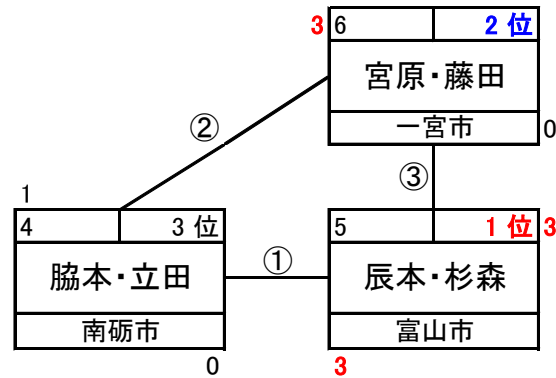 3 6 2 位
宮原・藤田
一宮市 0
②
③
1
4 3 位
5 1 位 3
脇本・立田
①
辰本・杉森
南砺市
富山市
0
3